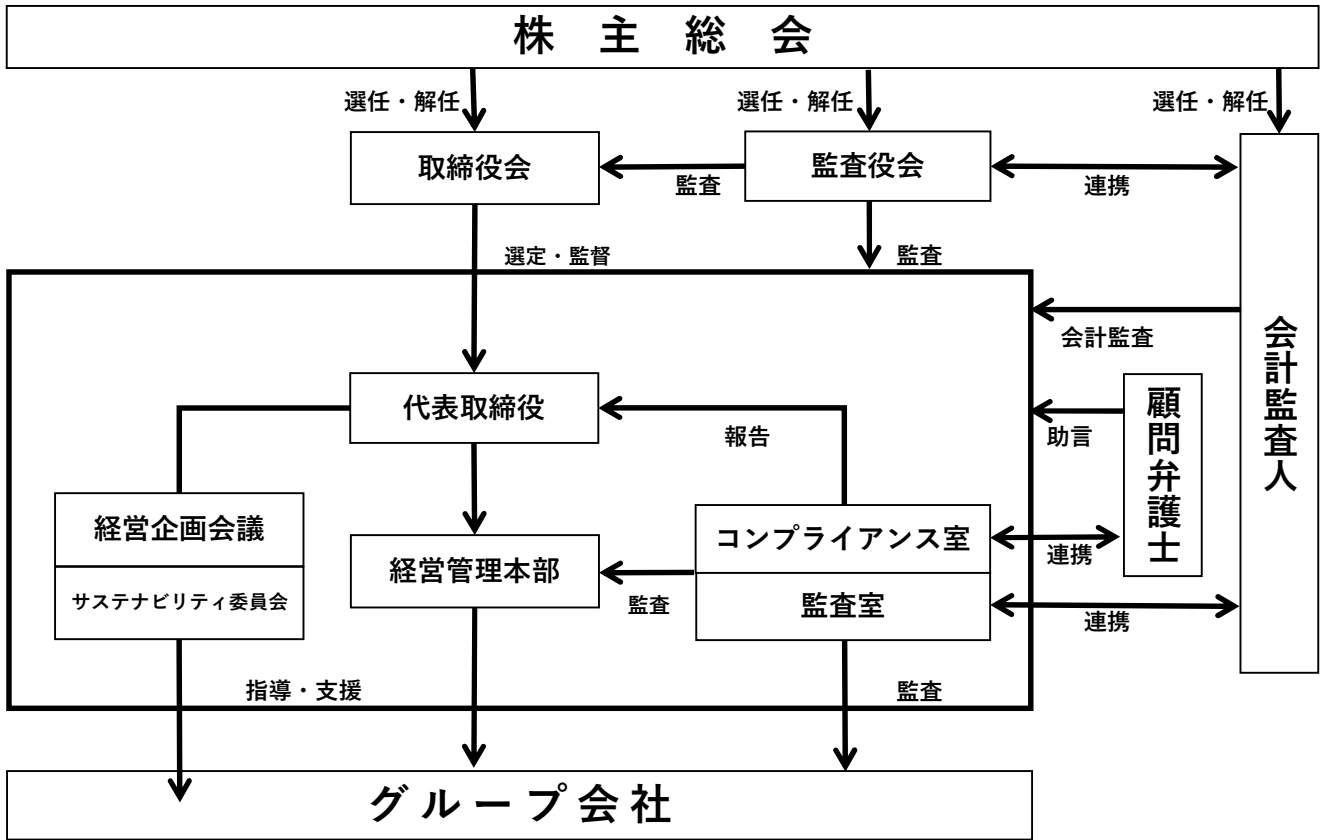 株主総会
選任・解任
選任・解任
選任・解任
取締役会
監査
監査役会
連携
選定・監督
監査
会計監査
会計監査人
代表取締役
報告
助言
顧問弁護士
経営企画会議
サステナビリティ委員会
経営管理本部
監査
コンプライアンス室
監査室
連携
連携
指導・支援
監査
グループ会社